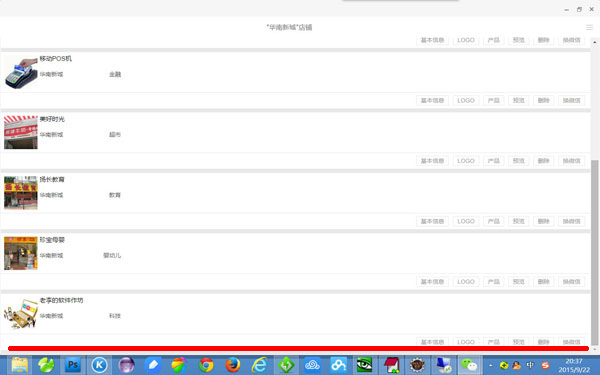 "华南新城"店铺
基本信息 LOGO 产品 预览 删除 换微信
移动POS机
华南新城 金融
基本信息 LOGO 产品 预览 删除 换微信
美好时光
华南新城 超市
基本信息 LOGO 产品 预览 删除 换微信
扬长教育
华南新城 教育
基本信息 LOGO 产品 预览 删除 换微信
珍宝母婴
华南新城 婴幼儿
基本信息 LOGO 产品 预览 删除 换微信
老李的软件作坊
华南新城 科技
基本信息 LOGO 产品 预览 删除 换微信
中
20:37
2015/9/22